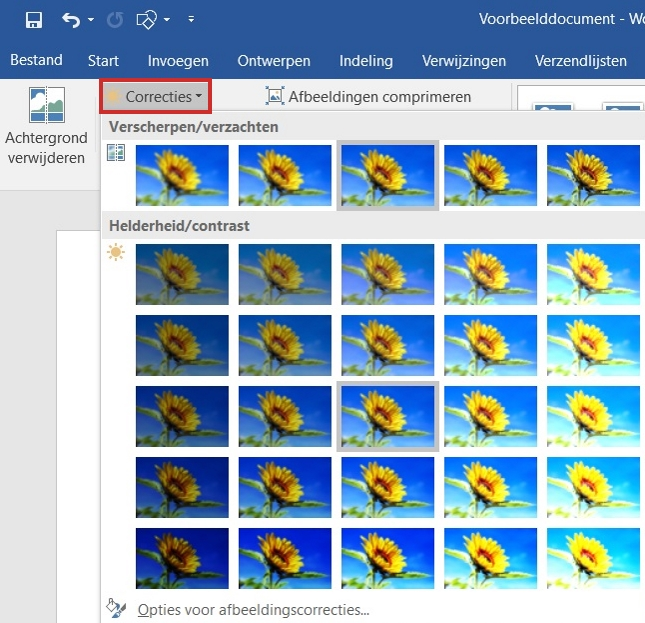 Voorbeelddocument - Wo
Bestand Start Invoegen Ontwerpen Indeling Verwijzingen Verzendlijsten
Achtergrond verwijderen
Correcties
Afbeeldingen comprimeren
Verscherpen/verzachten
Helderheid/contrast
Opties voor afbeeldingscorrecties...